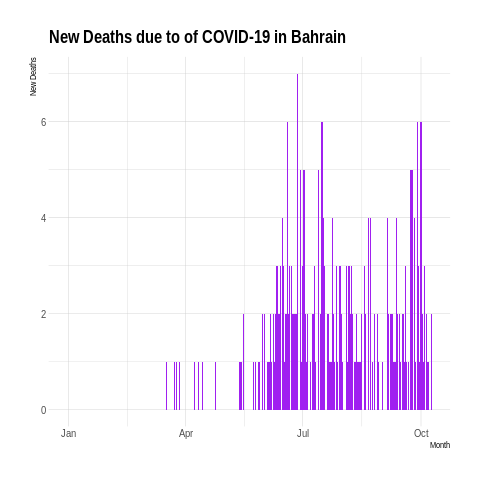 New Deaths due to of COVID-19 in Bahrain
New Deaths
6
4
2
0
Jan Apr Jul Oct
Month